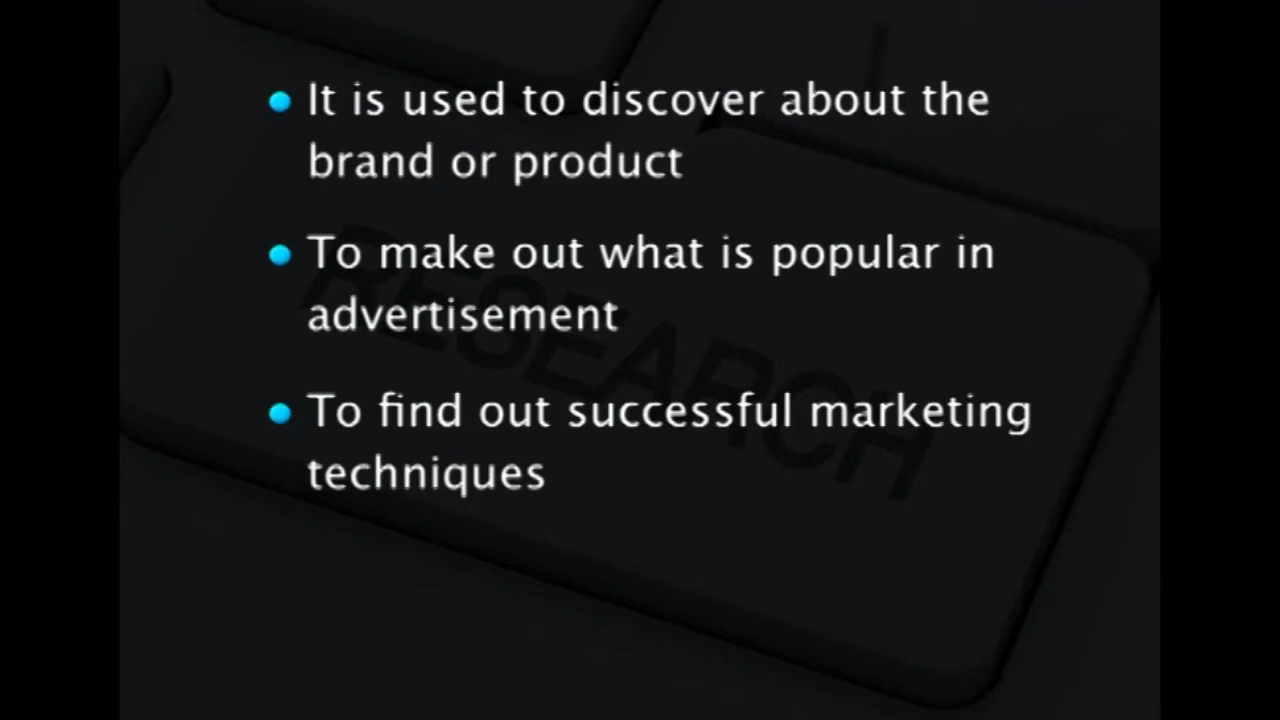 It is used to discover about the
brand or product
To make out what is popular in
advertisement
To find out successful marketing
techniques
RESEARCH